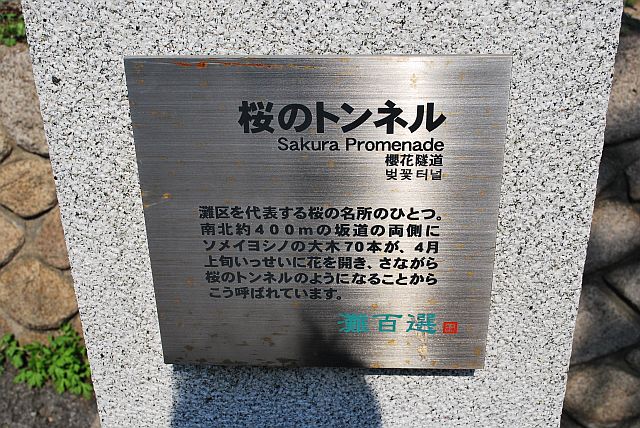 桜のトンネル
Sakura Promenade
櫻花隧道
벚꽃 터널
灘区を代表する桜の名所のひとつ。
南北約400mの坂道の両側に
ソメイヨシノの大木70本が、4月
上旬いっせいに花を開き、さながら
桜のトンネルのようになることから
こう呼ばれています。
灘百選